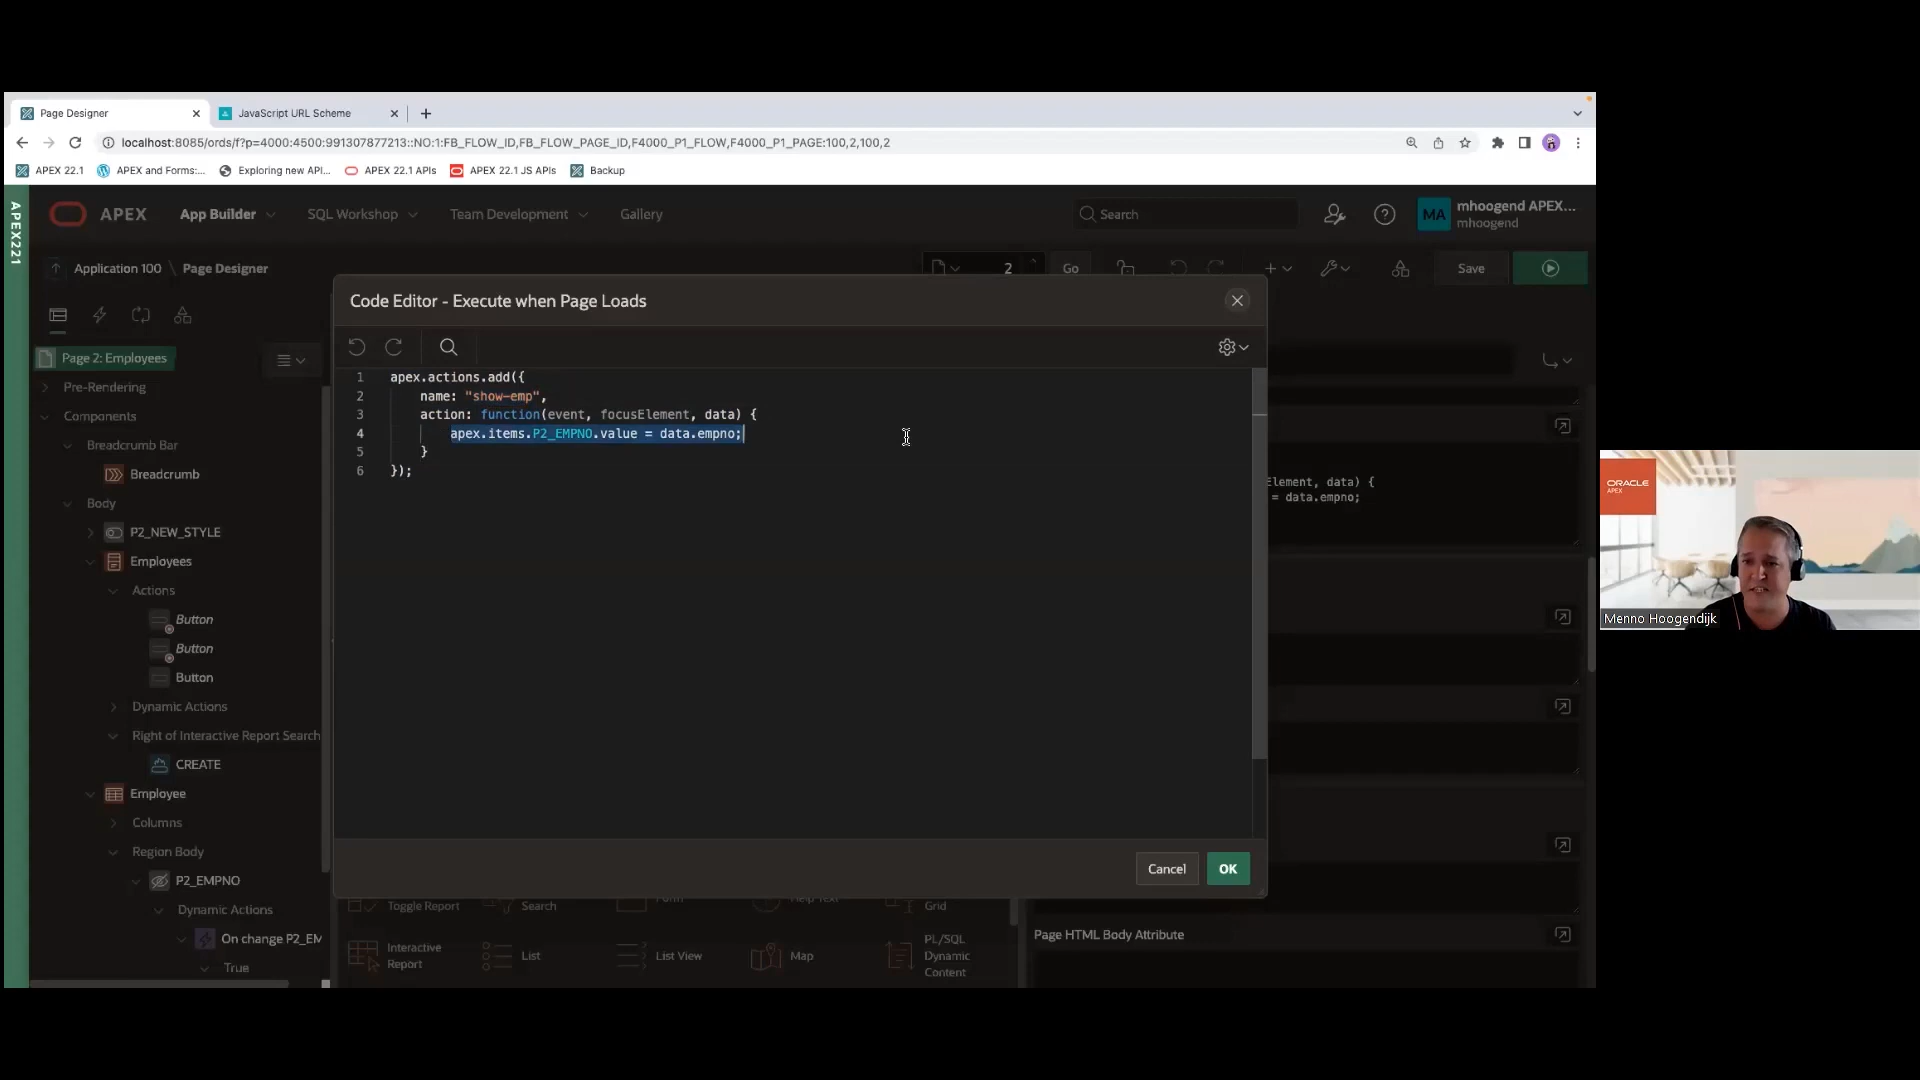 Page Designer
JavaScript URL Scheme
localhost:8085/ords/f?p=4000:4500:991307877213::NO:1:FB_FLOW_ID,FB_FLOW_PAGE_ID,F4000_P1_FLOW,F4000_P1_PAGE:100,2,100,2
APEX 22.1
APEX and Forms:...
Exploring new API...
APEX 22.1 APIs
APEX 22.1 JS APIs
Backup
APEX221
APEX
App Builder
SQL Workshop
Team Development
Gallery
Search
MA
mhoogend APEX...
mhoogend
Application 100 \ Page Designer
2
Go
Save
Page 2: Employees
Pre-Rendering
Components
Breadcrumb Bar
Breadcrumb
Body
P2_NEW_STYLE
Employees
Actions
Button
Button
Button
Dynamic Actions
Right of Interactive Report Search
CREATE
Employee
Columns
Region Body
P2_EMPNO
Dynamic Actions
On change P2_EM
True
Code Editor - Execute when Page Loads
1 apex.actions.add({
2 name: "show-emp",
3 action: function(event, focusElement, data) {
4 apex.items.P2_EMPNO.value = data.empno;
5 }
6 });
Cancel
OK
Element, data) {
= data.empno;
Toggle Report
Search
Form
Help Text
Grid
Interactive
Report
List
List View
Map
PL/SQL
Dynamic
Content
Page HTML Body Attribute
ORACLE
APEX
Menno Hoogendijk